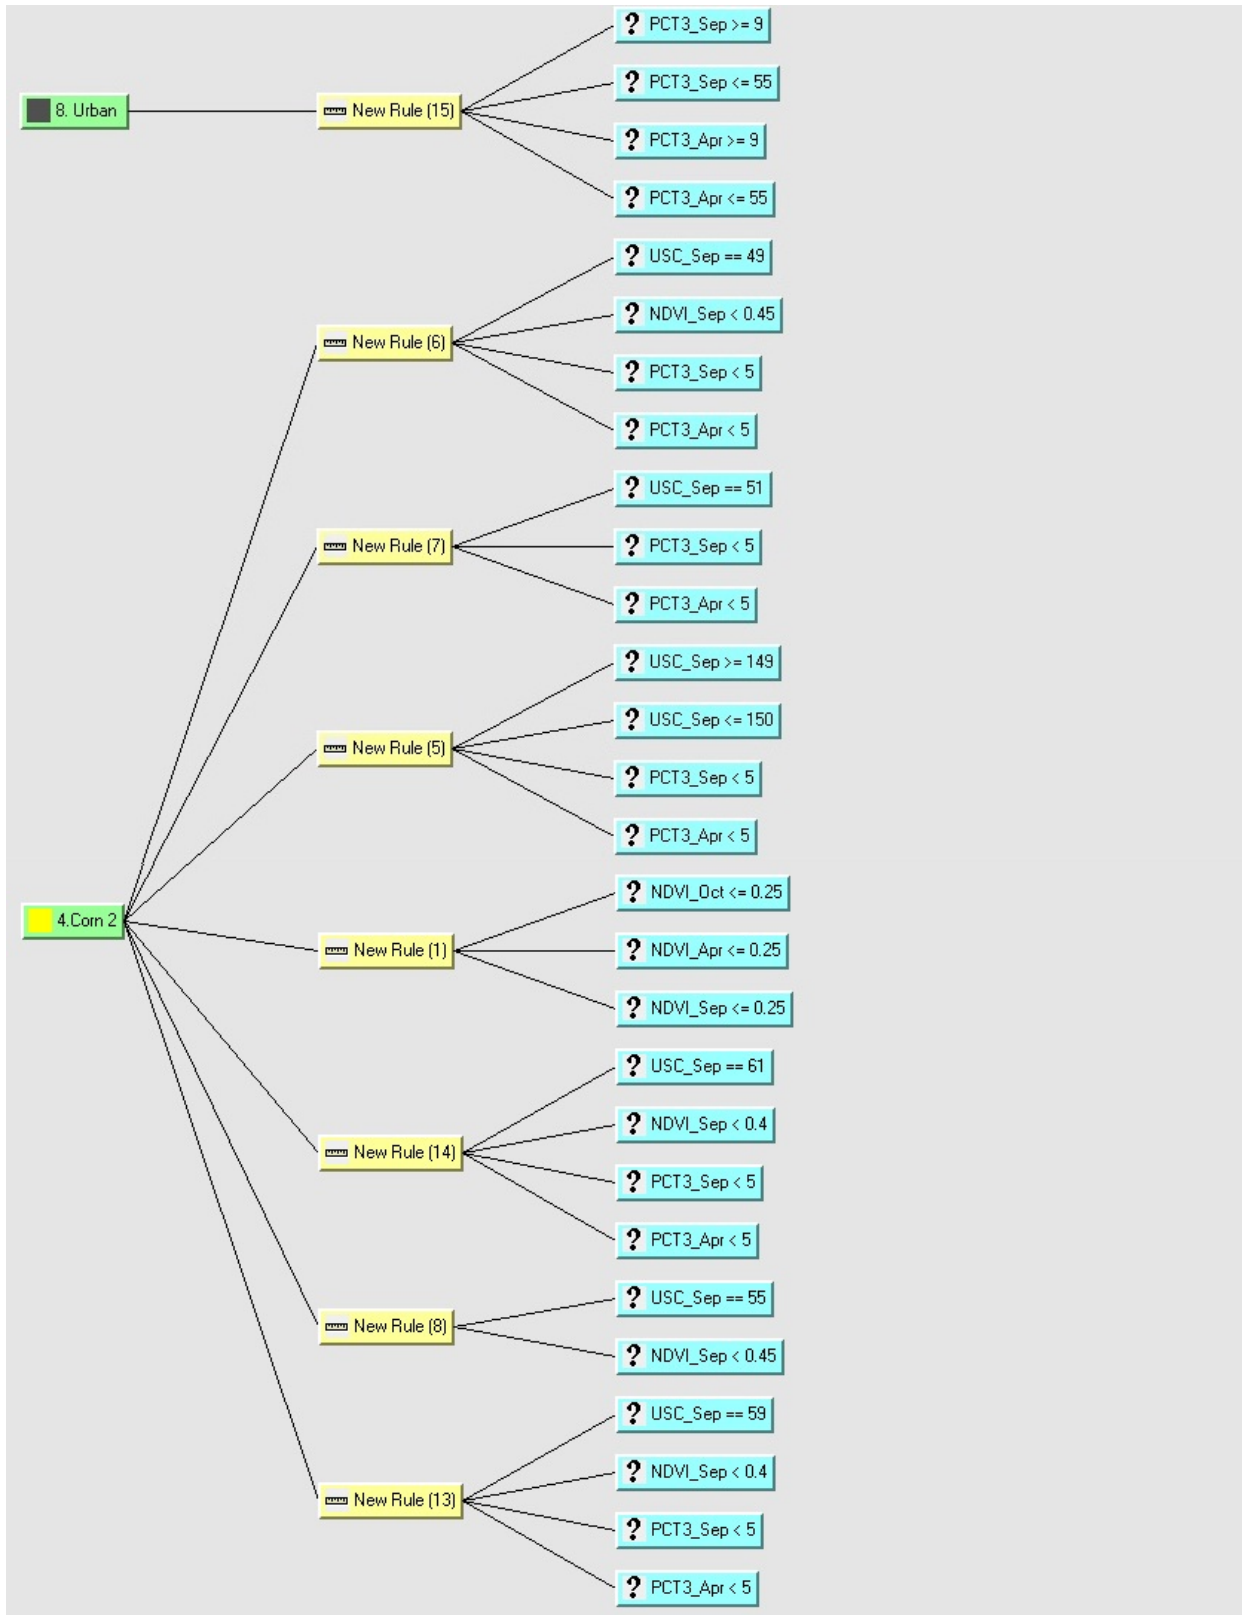 PCT3_Sep >= 9
PCT3_Sep <= 55
8. Urban
New Rule (15)
PCT3_Apr >= 9
PCT3_Apr <= 55
USC_Sep == 49
NDVI_Sep < 0.45
New Rule (6)
PCT3_Sep < 5
PCT3_Apr < 5
USC_Sep == 51
New Rule (7)
PCT3_Sep < 5
PCT3_Apr < 5
USC_Sep >= 149
USC_Sep <= 150
New Rule (5)
PCT3_Sep < 5
PCT3_Apr < 5
NDVI_Oct <= 0.25
4.Corn 2
New Rule (1)
NDVI_Apr <= 0.25
NDVI_Sep <= 0.25
USC_Sep == 61
NDVI_Sep < 0.4
New Rule (14)
PCT3_Sep < 5
PCT3_Apr < 5
USC_Sep == 55
New Rule (8)
NDVI_Sep < 0.45
USC_Sep == 59
NDVI_Sep < 0.4
New Rule (13)
PCT3_Sep < 5
PCT3_Apr < 5